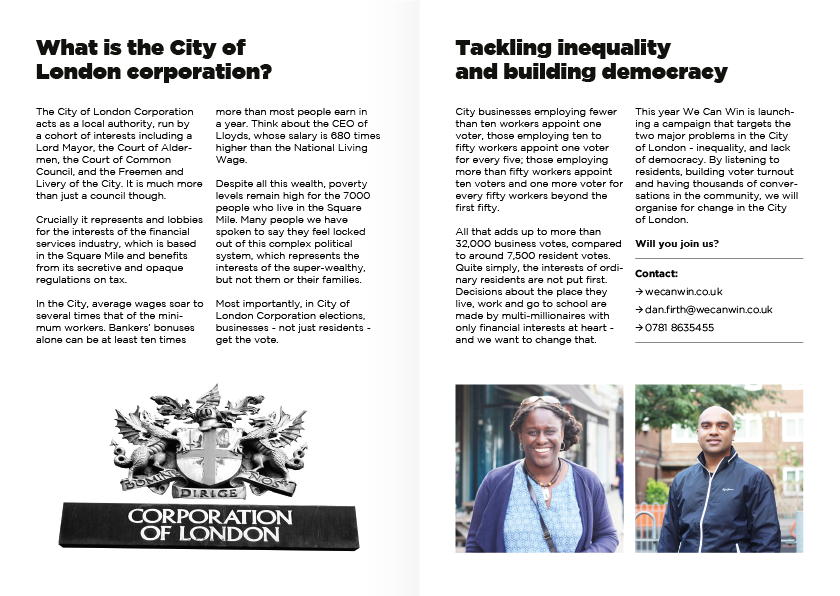 What is the City of
London corporation?
The City of London Corporation
acts as a local authority, run by
a cohort of interests including a
Lord Mayor, the Court of Alder-
men, the Court of Common
Council, and the Freemen and
Livery of the City. It is much more
than just a council though.
Crucially it represents and lobbies
for the interests of the financial
services industry, which is based
in the Square Mile and benefits
from its secretive and opaque
regulations on tax.
In the City, average wages soar to
several times that of the mini-
mum workers. Bankers' bonuses
alone can be at least ten times
more than most people earn in
a year. Think about the CEO of
Lloyds, whose salary is 680 times
higher than the National Living
Wage.
Despite all this wealth, poverty
levels remain high for the 7000
people who live in the Square
Mile. Many people we have
spoken to say they feel locked
out of this complex political
system, which represents the
interests of the super-wealthy,
but not them or their families.
Most importantly, in City of
London Corporation elections,
businesses - not just residents -
get the vote.
DOMINE DIRIGE NOS
CORPORATION
OF LONDON
Tackling inequality
and building democracy
City businesses employing fewer
than ten workers appoint one
voter, those employing ten to
fifty workers appoint one voter
for every five; those employing
more than fifty workers appoint
ten voters and one more voter for
every fifty workers beyond the
first fifty.
All that adds up to more than
32,000 business votes, compared
to around 7,500 resident votes.
Quite simply, the interests of ordi-
nary residents are not put first.
Decisions about the place they
live, work and go to school are
made by multi-millionaires with
only financial interests at heart -
and we want to change that.
This year We Can Win is launch-
ing a campaign that targets the
two major problems in the City
of London - inequality, and lack
of democracy. By listening to
residents, building voter turnout
and having thousands of conver-
sations in the community, we will
organise for change in the City
of London.
Will you join us?
Contact:
→ wecanwin.co.uk
→ dan.firth@wecanwin.co.uk
→ 0781 8635455